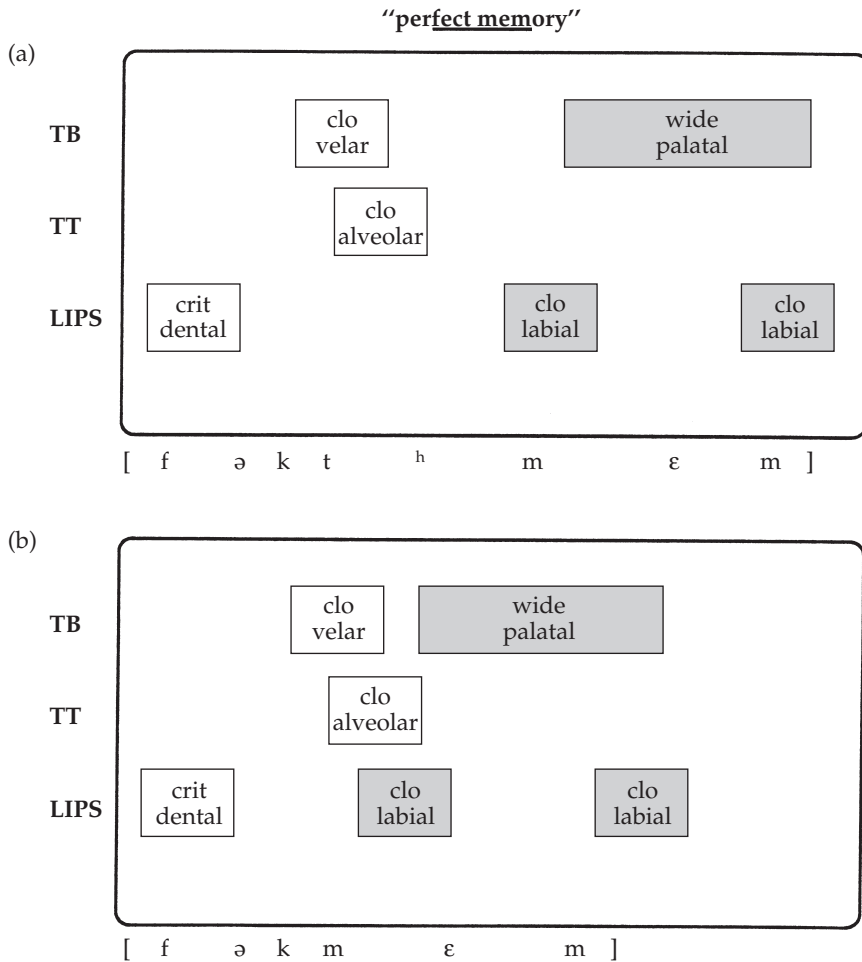 “perfect memory”
(a)
TB
clo
velar
wide
palatal
TT
clo
alveolar
LIPS
crit
dental
clo
labial
clo
labial
[ f ə k t ʰ m ɛ m ]
(b)
TB
clo
velar
wide
palatal
TT
clo
alveolar
LIPS
crit
dental
clo
labial
clo
labial
[ f ə k m ɛ m ]